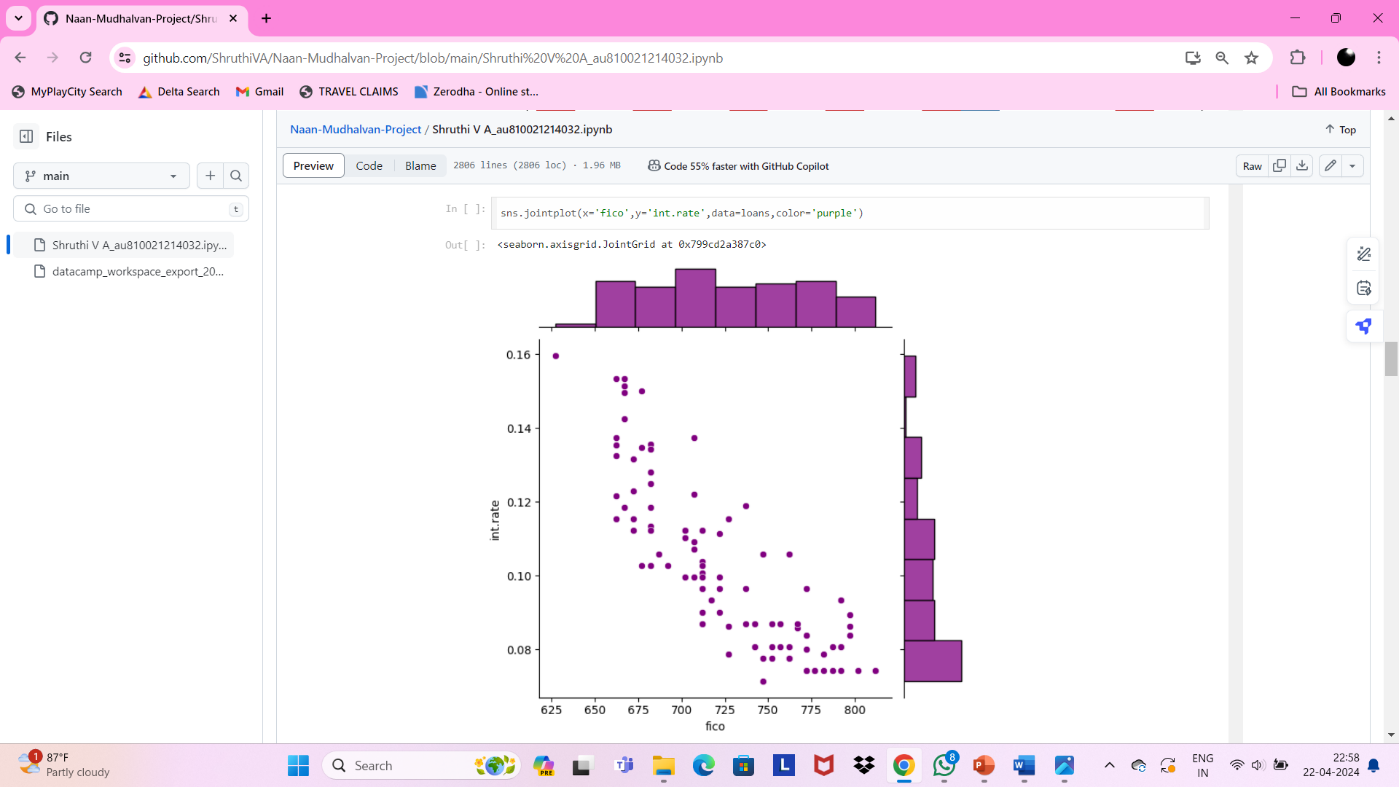 Naan-Mudhalvan-Project/Shru
github.com/ShruthiVA/Naan-Mudhalvan-Project/blob/main/Shruthi%20V%20A_au810021214032.ipynb
MyPlayCity Search
Delta Search
Gmail
TRAVEL CLAIMS
Zerodha - Online st...
All Bookmarks
Files
main
Go to file
t
Shruthi V A_au810021214032.ipy...
datacamp_workspace_export_20...
Naan-Mudhalvan-Project / Shruthi V A_au810021214032.ipynb
Top
Preview
Code
Blame
2806 lines (2806 loc) · 1.96 MB
Code 55% faster with GitHub Copilot
Raw
In [ ]:
sns.jointplot(x='fico',y='int.rate',data=loans,color='purple')
Out[ ]:
<seaborn.axisgrid.JointGrid at 0x799cd2a387c0>
0.16
0.14
0.12
0.10
0.08
int.rate
625 650 675 700 725 750 775 800
fico
1
87°F
Partly cloudy
Search
PRE
L
8
ENG
IN
22:58
22-04-2024